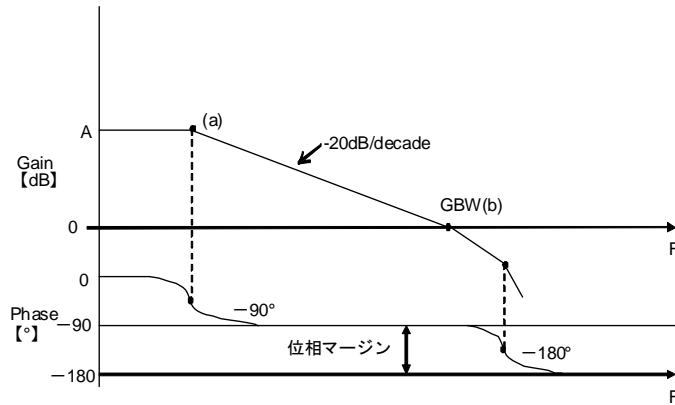 (a)
A
-20dB/decade
Gain
【dB】
GBW(b)
0
F
0
Phase
【°】
－90°
－90
位相マージン
－180°
－180
F